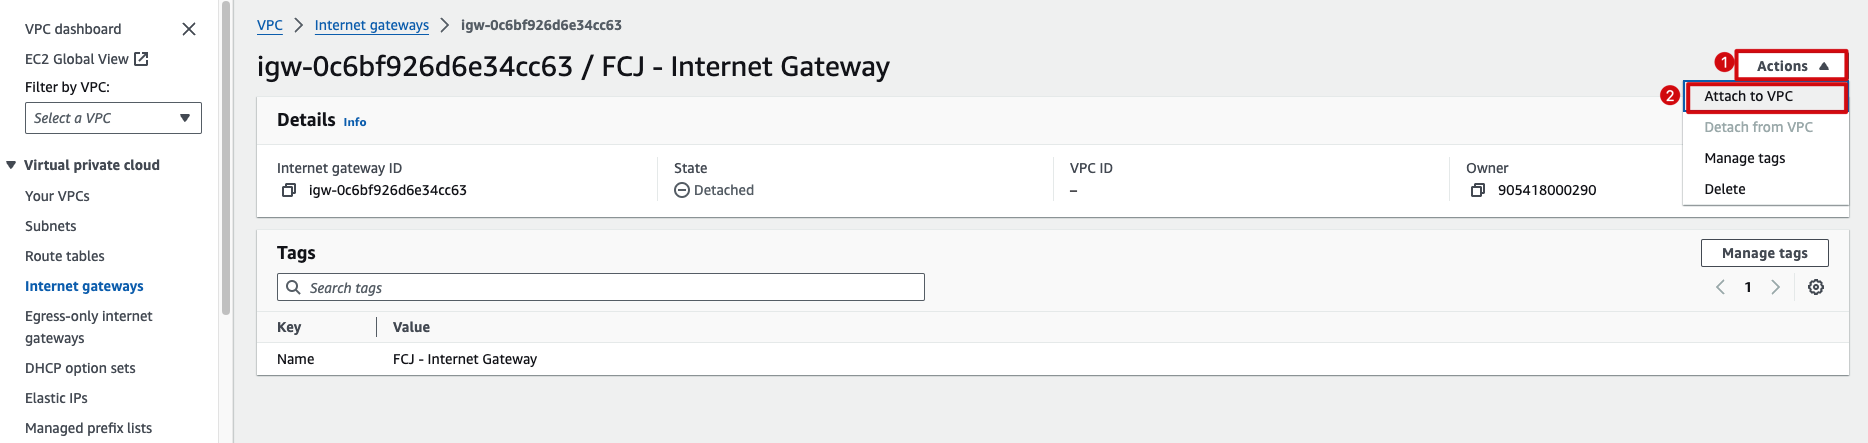 VPC dashboard
EC2 Global View
Filter by VPC:
Select a VPC
Virtual private cloud
Your VPCs
Subnets
Route tables
Internet gateways
Egress-only internet
gateways
DHCP option sets
Elastic IPs
Managed prefix lists
VPC > Internet gateways > igw-0c6bf926d6e34cc63
igw-0c6bf926d6e34cc63 / FCJ - Internet Gateway
1 Actions
2 Attach to VPC
Detach from VPC
Manage tags
Delete
Details Info
Internet gateway ID
igw-0c6bf926d6e34cc63
State
Detached
VPC ID
–
Owner
905418000290
Tags
Manage tags
Search tags
1
Key Value
Name FCJ - Internet Gateway